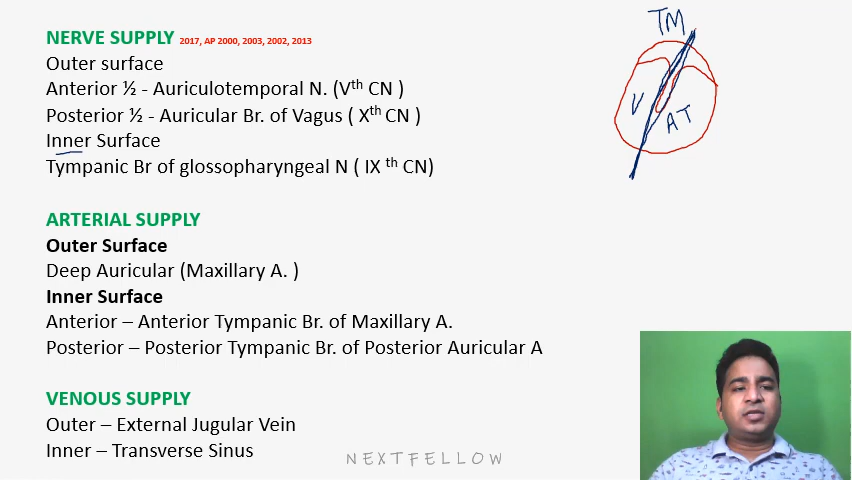 NERVE SUPPLY 2017, AP 2000, 2003, 2002, 2013
Outer surface
Anterior ½ - Auriculotemporal N. (Vth CN )
Posterior ½ - Auricular Br. of Vagus ( Xth CN )
Inner Surface
Tympanic Br of glossopharyngeal N ( IX th CN)
ARTERIAL SUPPLY
Outer Surface
Deep Auricular (Maxillary A. )
Inner Surface
Anterior – Anterior Tympanic Br. of Maxillary A.
Posterior – Posterior Tympanic Br. of Posterior Auricular A
VENOUS SUPPLY
Outer – External Jugular Vein
Inner – Transverse Sinus
NEXTFELLOW
TM
V
AT